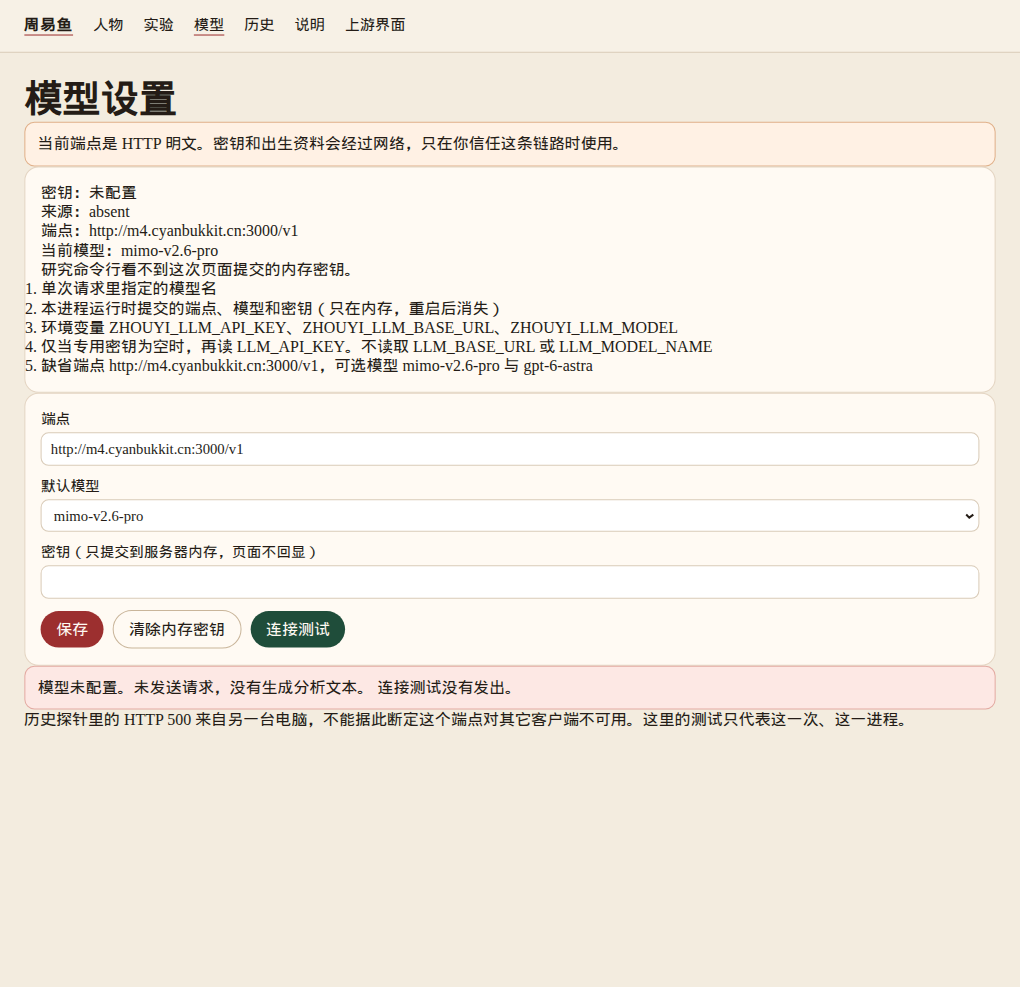 周易鱼 人物 实验 模型 历史 说明 上游界面
模型设置
当前端点是 HTTP 明文。密钥和出生资料会经过网络，只在你信任这条链路时使用。
密钥：未配置
来源：absent
端点：http://m4.cyanbukkit.cn:3000/v1
当前模型：mimo-v2.6-pro
研究命令行看不到这次页面提交的内存密钥。
1. 单次请求里指定的模型名
2. 本进程运行时提交的端点、模型和密钥（只在内存，重启后消失）
3. 环境变量 ZHOUYI_LLM_API_KEY、ZHOUYI_LLM_BASE_URL、ZHOUYI_LLM_MODEL
4. 仅当专用密钥为空时，再读 LLM_API_KEY。不读取 LLM_BASE_URL 或 LLM_MODEL_NAME
5. 缺省端点 http://m4.cyanbukkit.cn:3000/v1，可选模型 mimo-v2.6-pro 与 gpt-6-astra
端点
http://m4.cyanbukkit.cn:3000/v1
默认模型
mimo-v2.6-pro
密钥（只提交到服务器内存，页面不回显）
保存 清除内存密钥 连接测试
模型未配置。未发送请求，没有生成分析文本。 连接测试没有发出。
历史探针里的 HTTP 500 来自另一台电脑，不能据此断定这个端点对其它客户端不可用。这里的测试只代表这一次、这一进程。